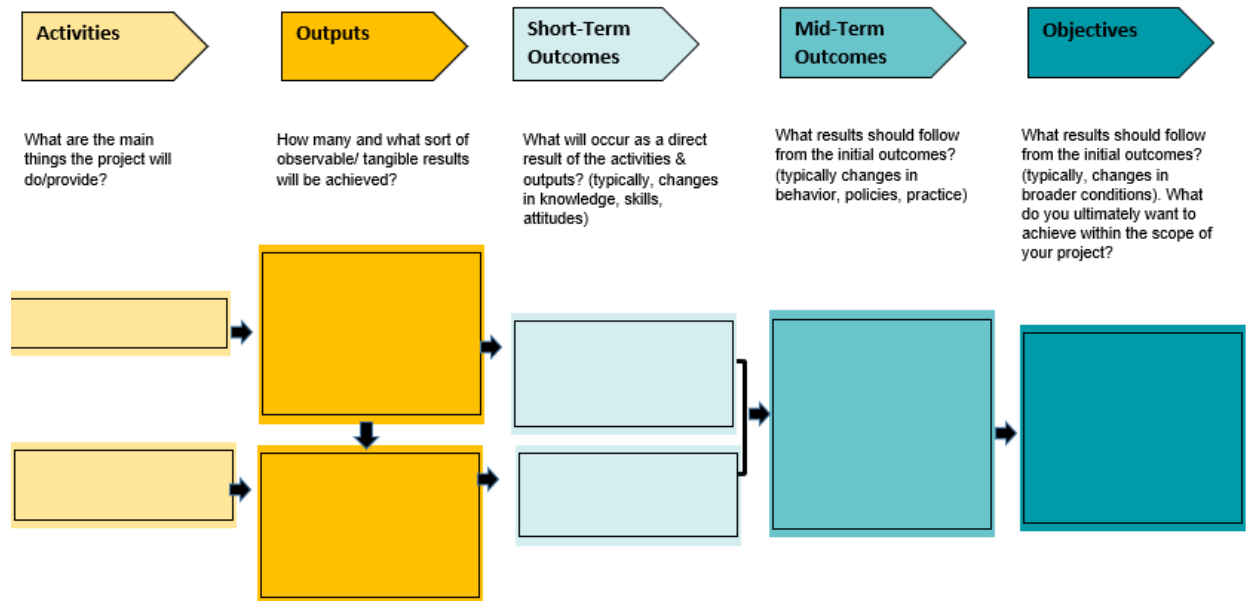 Activities
Outputs
Short-Term
Outcomes
Mid-Term
Outcomes
Objectives
What are the main
things the project will
do/provide?
How many and what sort of
observable/ tangible results
will be achieved?
What will occur as a direct
result of the activities &
outputs? (typically, changes
in knowledge, skills,
attitudes)
What results should follow
from the initial outcomes?
(typically changes in
behavior, policies, practice)
What results should follow
from the initial outcomes?
(typically, changes in
broader conditions). What
do you ultimately want to
achieve within the scope of
your project?